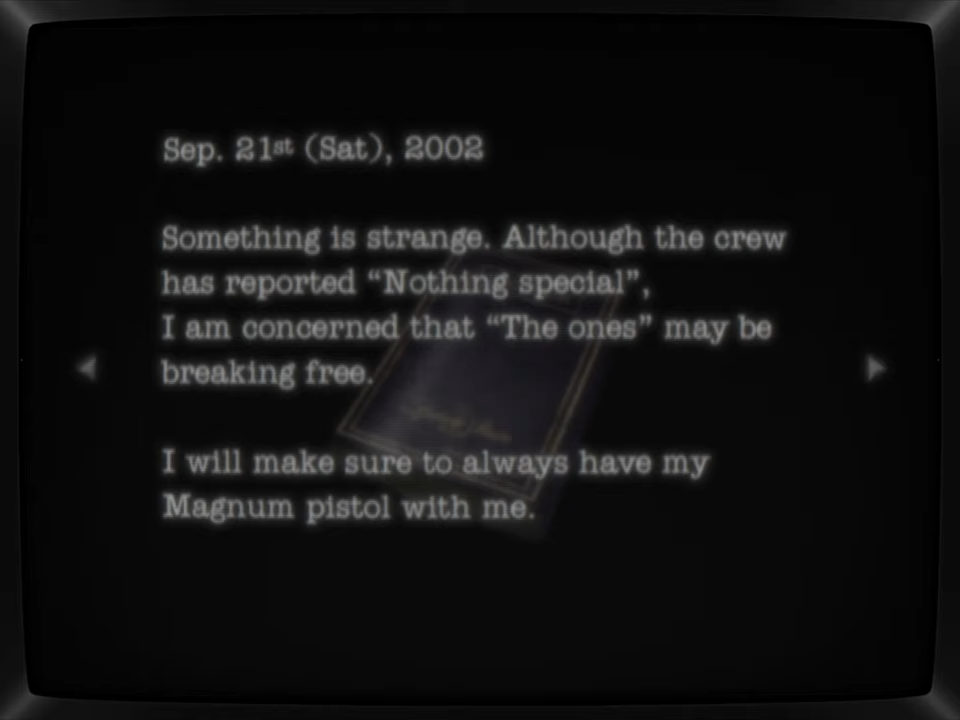 Sep. 21st (Sat), 2002
Something is strange. Although the crew
has reported “Nothing special”,
I am concerned that “The ones” may be
breaking free.
I will make sure to always have my
Magnum pistol with me.